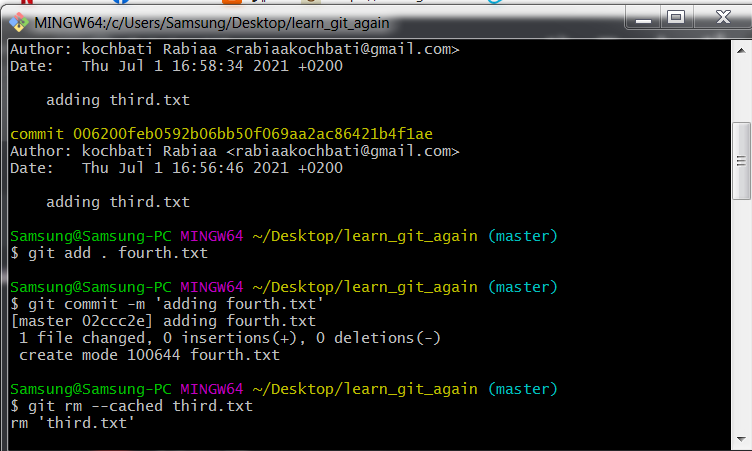 MINGW64:/c/Users/Samsung/Desktop/learn_git_again
Author: kochbati Rabiaa <rabiaakochbati@gmail.com>
Date:   Thu Jul 1 16:58:34 2021 +0200
    adding third.txt
commit 006200feb0592b06bb50f069aa2ac86421b4f1ae
Author: kochbati Rabiaa <rabiaakochbati@gmail.com>
Date:   Thu Jul 1 16:56:46 2021 +0200
    adding third.txt
Samsung@Samsung-PC MINGW64 ~/Desktop/learn_git_again (master)
$ git add . fourth.txt
Samsung@Samsung-PC MINGW64 ~/Desktop/learn_git_again (master)
$ git commit -m 'adding fourth.txt'
[master 02ccc2e] adding fourth.txt
 1 file changed, 0 insertions(+), 0 deletions(-)
 create mode 100644 fourth.txt
Samsung@Samsung-PC MINGW64 ~/Desktop/learn_git_again (master)
$ git rm --cached third.txt
rm 'third.txt'